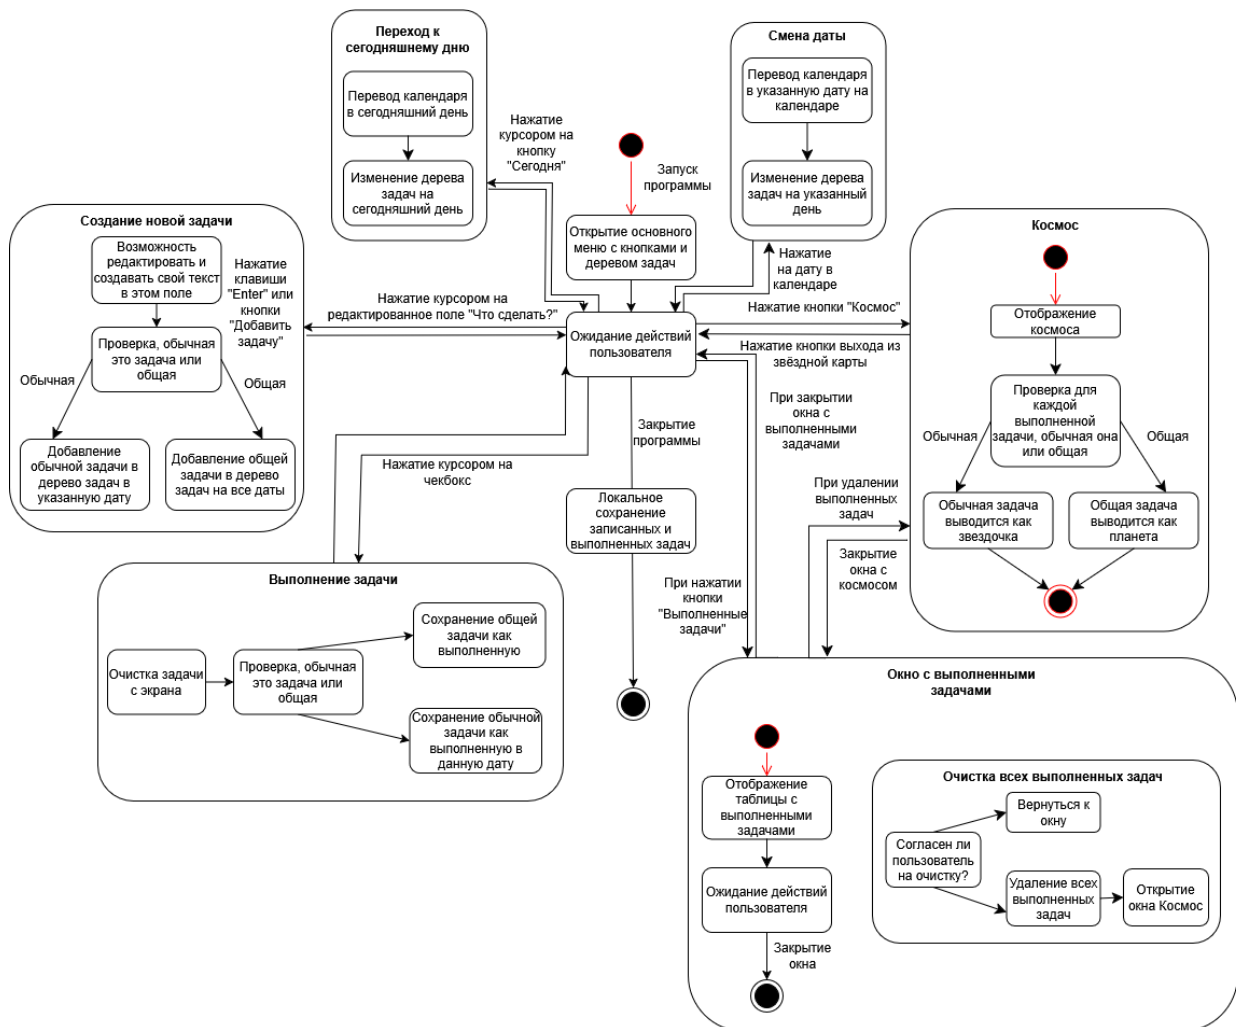 Переход к
сегодняшнему дню
Перевод календаря
в сегодняшний день
Изменение дерева
задач на
сегодняшний день
Нажатие
курсором на
кнопку
"Сегодня"
Запуск
программы
Открытие основного
меню с кнопками и
деревом задач
Смена даты
Перевод календаря
в указанную дату на
календаре
Изменение дерева
задач на указанный
день
Нажатие
на дату в
календаре
Создание новой задачи
Возможность
редактировать и
создавать свой текст
в этом поле
Нажатие
клавиши
"Enter" или
кнопки
"Добавить
задачу"
Проверка, обычная
это задача или
общая
Обычная
Общая
Добавление
обычной задачи в
дерево задач в
указанную дату
Добавление общей
задачи в дерево
задач на все даты
Нажатие курсором на
редактированное поле "Что сделать?"
Ожидание действий
пользователя
Нажатие кнопки "Космос"
Нажатие кнопки выхода из
звёздной карты
Космос
Отображение
космоса
Проверка для
каждой
выполненной
задачи, обычная она
или общая
Обычная
Общая
Обычная задача
выводится как
звездочка
Общая задача
выводится как
планета
Закрытие
программы
При закрытии
окна с
выполненными
задачами
Нажатие курсором на
чекбокс
Локальное
сохранение
записанных и
выполненных задач
При удалении
выполненных
задач
Закрытие
окна с
космосом
При нажатии
кнопки
"Выполненные
задачи"
Выполнение задачи
Очистка задачи
с экрана
Проверка, обычная
это задача или
общая
Сохранение общей
задачи как
выполненную
Сохранение обычной
задачи как
выполненную в
данную дату
Окно с выполненными
задачами
Отображение
таблицы с
выполненными
задачами
Ожидание действий
пользователя
Закрытие
окна
Очистка всех выполненных задач
Согласен ли
пользователь
на очистку?
Вернуться к
окну
Удаление всех
выполненных
задач
Открытие
окна Космос